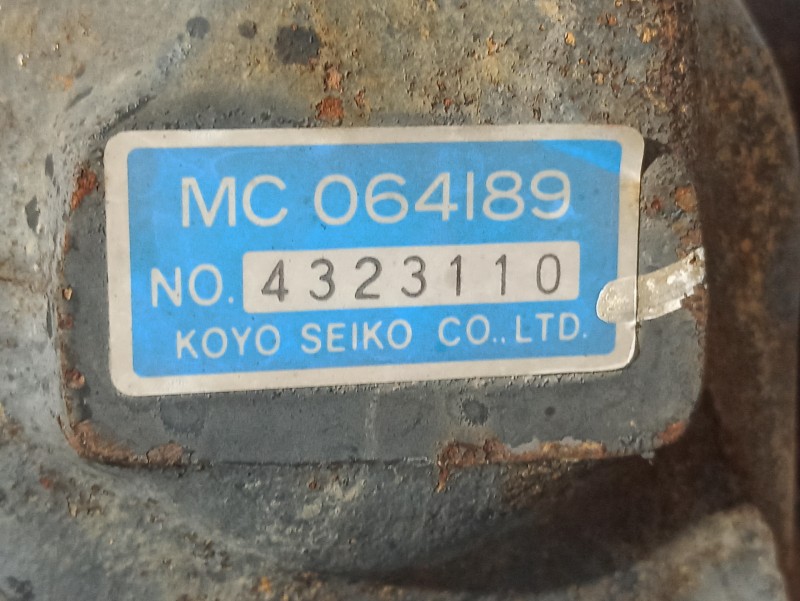 MC 064189
NO. 4323110
KOYO SEIKO CO., LTD.